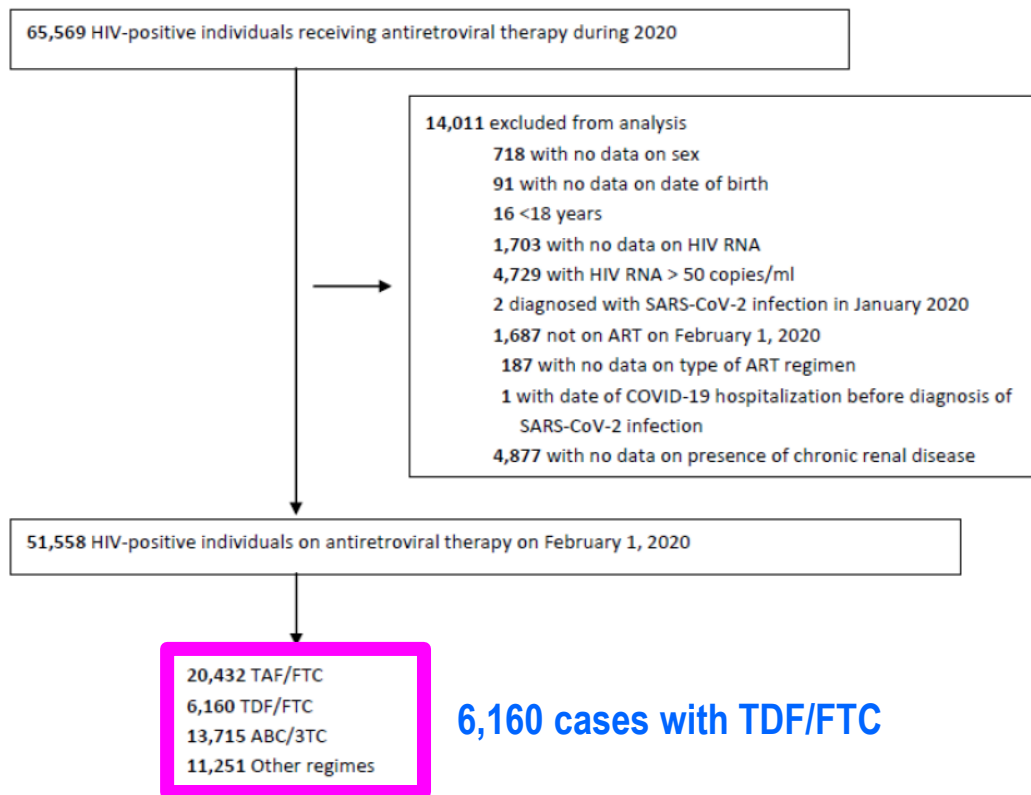 65,569 HIV-positive individuals receiving antiretroviral therapy during 2020
14,011 excluded from analysis
718 with no data on sex
91 with no data on date of birth
16 <18 years
1,703 with no data on HIV RNA
4,729 with HIV RNA > 50 copies/ml
2 diagnosed with SARS-CoV-2 infection in January 2020
1,687 not on ART on February 1, 2020
187 with no data on type of ART regimen
1 with date of COVID-19 hospitalization before diagnosis of
SARS-CoV-2 infection
4,877 with no data on presence of chronic renal disease
51,558 HIV-positive individuals on antiretroviral therapy on February 1, 2020
20,432 TAF/FTC
6,160 TDF/FTC
13,715 ABC/3TC
11,251 Other regimes
6,160 cases with TDF/FTC